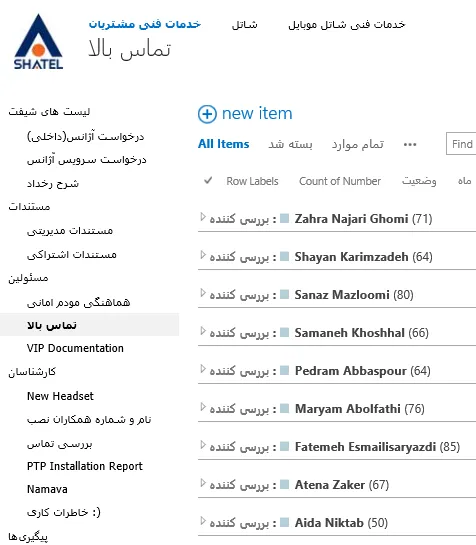 خدمات فنی مشتریان شاتل خدمات فنی شاتل موبایل
SHATEL
تماس بالا
لیست های شیفت
درخواست آژانس(داخلی)
درخواست سرویس آژانس
شرح رخداد
مستندات
مستندات مدیریتی
مستندات اشتراکی
مسئولین
هماهنگی مودم امانی
تماس بالا
VIP Documentation
کارشناسان
New Headset
نام و شماره همکاران نصب
بررسی تماس
PTP Installation Report
Namava
خاطرات کاری :)
پیگیری‌ها
new item
All Items بسته شد تمام موارد ... Find
Row Labels Count of Number وضعیت ماه
بررسی کننده : Zahra Najari Ghomi (71)
بررسی کننده : Shayan Karimzadeh (64)
بررسی کننده : Sanaz Mazloomi (80)
بررسی کننده : Samaneh Khoshhal (66)
بررسی کننده : Pedram Abbaspour (64)
بررسی کننده : Maryam Abolfathi (76)
بررسی کننده : Fatemeh Esmailisaryazdi (85)
بررسی کننده : Atena Zaker (67)
بررسی کننده : Aida Niktab (50)